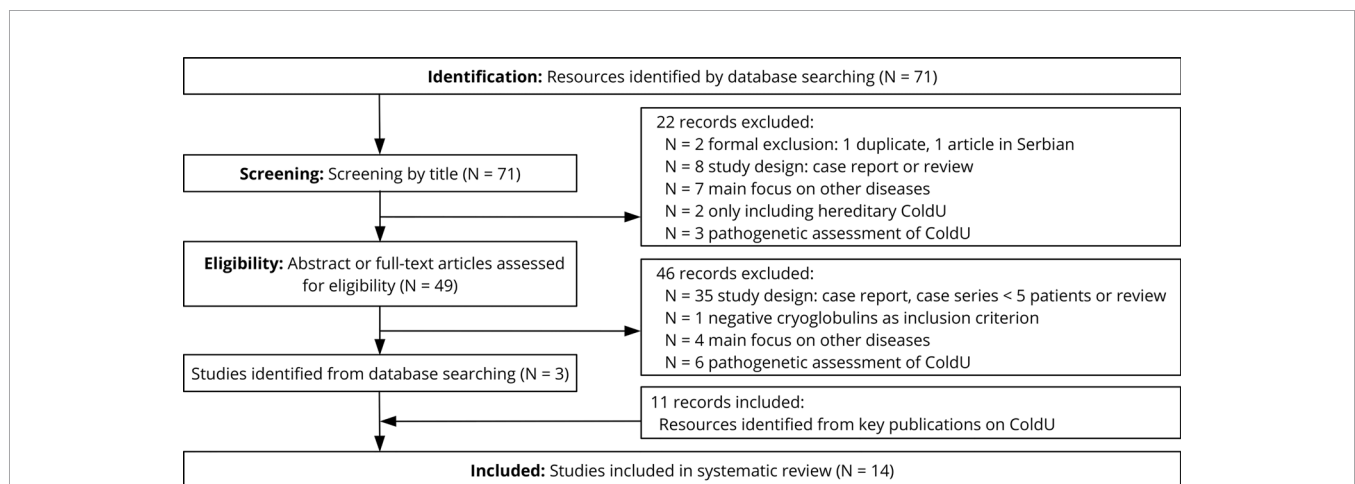 Identification: Resources identified by database searching (N = 71)
22 records excluded:
N = 2 formal exclusion: 1 duplicate, 1 article in Serbian
N = 8 study design: case report or review
N = 7 main focus on other diseases
N = 2 only including hereditary ColdU
N = 3 pathogenetic assessment of ColdU
Screening: Screening by title (N = 71)
Eligibility: Abstract or full-text articles assessed
for eligibility (N = 49)
46 records excluded:
N = 35 study design: case report, case series < 5 patients or review
N = 1 negative cryoglobulins as inclusion criterion
N = 4 main focus on other diseases
N = 6 pathogenetic assessment of ColdU
Studies identified from database searching (N = 3)
11 records included:
Resources identified from key publications on ColdU
Included: Studies included in systematic review (N = 14)